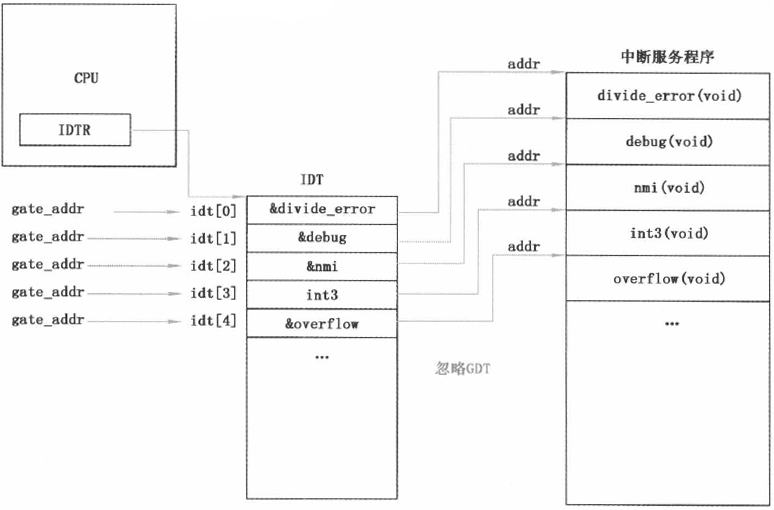 CPU
IDTR
IDT
gate_addr
idt[0]
&divide_error
gate_addr
idt[1]
&debug
gate_addr
idt[2]
&nmi
gate_addr
idt[3]
int3
gate_addr
idt[4]
&overflow
...
忽略GDT
中断服务程序
addr
divide_error(void)
addr
debug(void)
addr
nmi(void)
addr
int3(void)
addr
overflow(void)
...